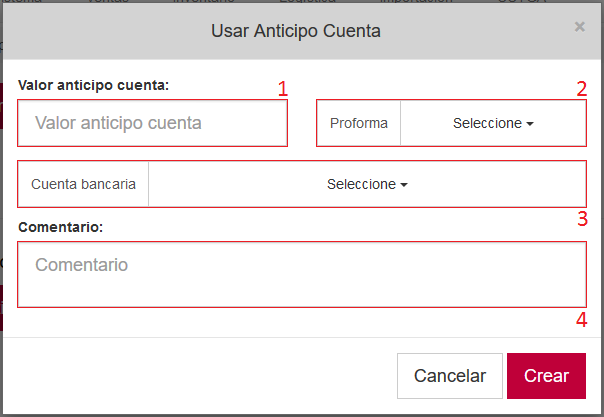 Usar Anticipo Cuenta ×
Valor anticipo cuenta: 1 2
Valor anticipo cuenta Proforma Seleccione
Cuenta bancaria Seleccione
3
Comentario:
Comentario
4
Cancelar Crear